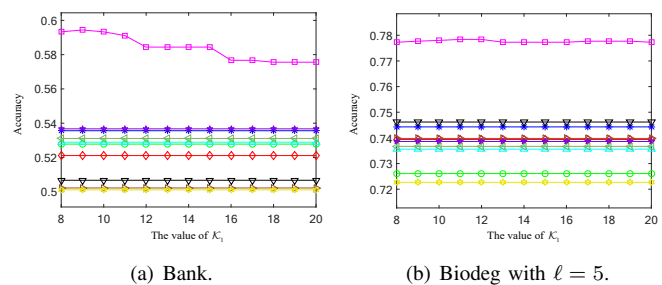 0.6
0.58
0.56
0.54
0.52
0.5
Accuracy
8 10 12 14 16 18 20
The value of 𝒦₁
(a) Bank.
0.78
0.77
0.76
0.75
0.74
0.73
0.72
Accuracy
8 10 12 14 16 18 20
The value of 𝒦₁
(b) Biodeg with ℓ = 5.